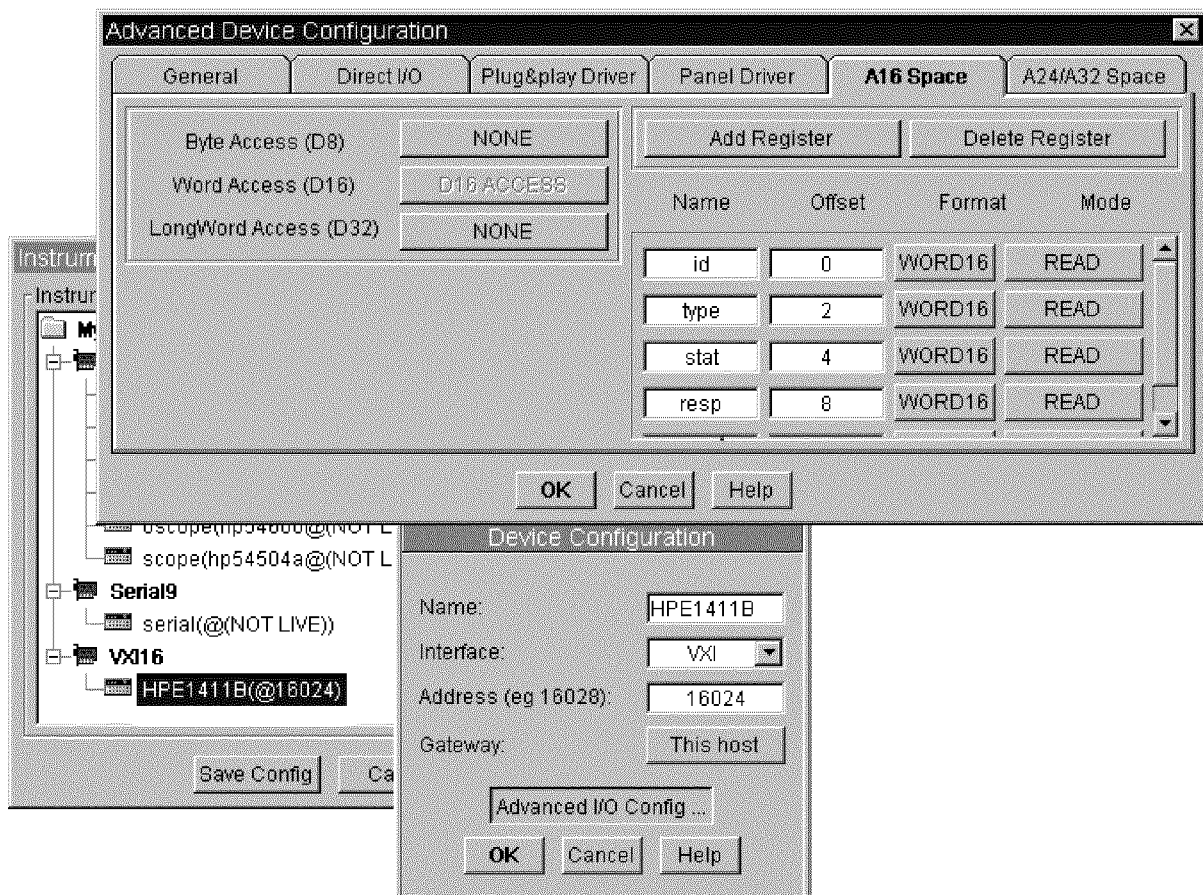 Advanced Device Configuration
General Direct I/O Plug&play Driver Panel Driver A16 Space A24/A32 Space
Byte Access (D8) NONE
Word Access (D16) D16 ACCESS
LongWord Access (D32) NONE
Add Register Delete Register
Name Offset Format Mode
id 0 WORD16 READ
type 2 WORD16 READ
stat 4 WORD16 READ
resp 8 WORD16 READ
OK Cancel Help
Instrum
Instrur
My
scope(hp54504a@(NOT L
Serial9
serial(@(NOT LIVE))
VXI16
HPE1411B(@16024)
Save Config Ca
Device Configuration
Name: HPE1411B
Interface: VXI
Address (eg 16028): 16024
Gateway: This host
Advanced I/O Config ...
OK Cancel Help